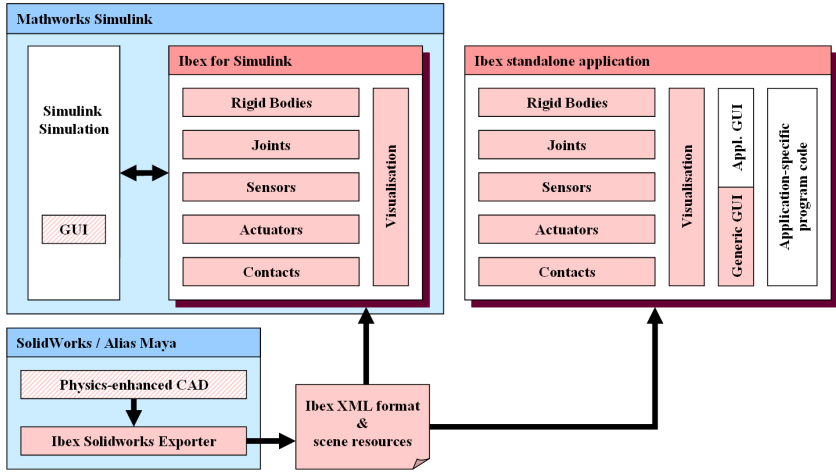 Mathworks Simulink
Simulink
Simulation
GUI
Ibex for Simulink
Rigid Bodies
Joints
Sensors
Actuators
Contacts
Visualisation
Ibex standalone application
Rigid Bodies
Joints
Sensors
Actuators
Contacts
Visualisation
Appl. GUI
Generic GUI
Application-specific
program code
SolidWorks / Alias Maya
Physics-enhanced CAD
Ibex Solidworks Exporter
Ibex XML format
&
scene resources